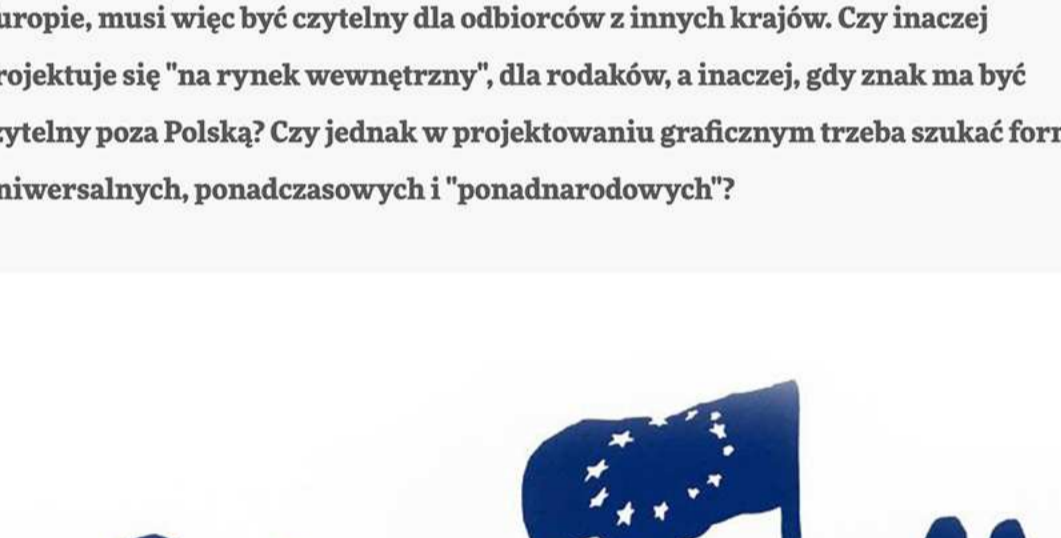 uropie, musi więc być czytelny dla odbiorców z innych krajów. Czy inaczej
rojektuje się "na rynek wewnętrzny", dla rodaków, a inaczej, gdy znak ma być
zytelny poza Polską? Czy jednak w projektowaniu graficznym trzeba szukać for
niwersalnych, ponadczasowych i "ponadnarodowych"?